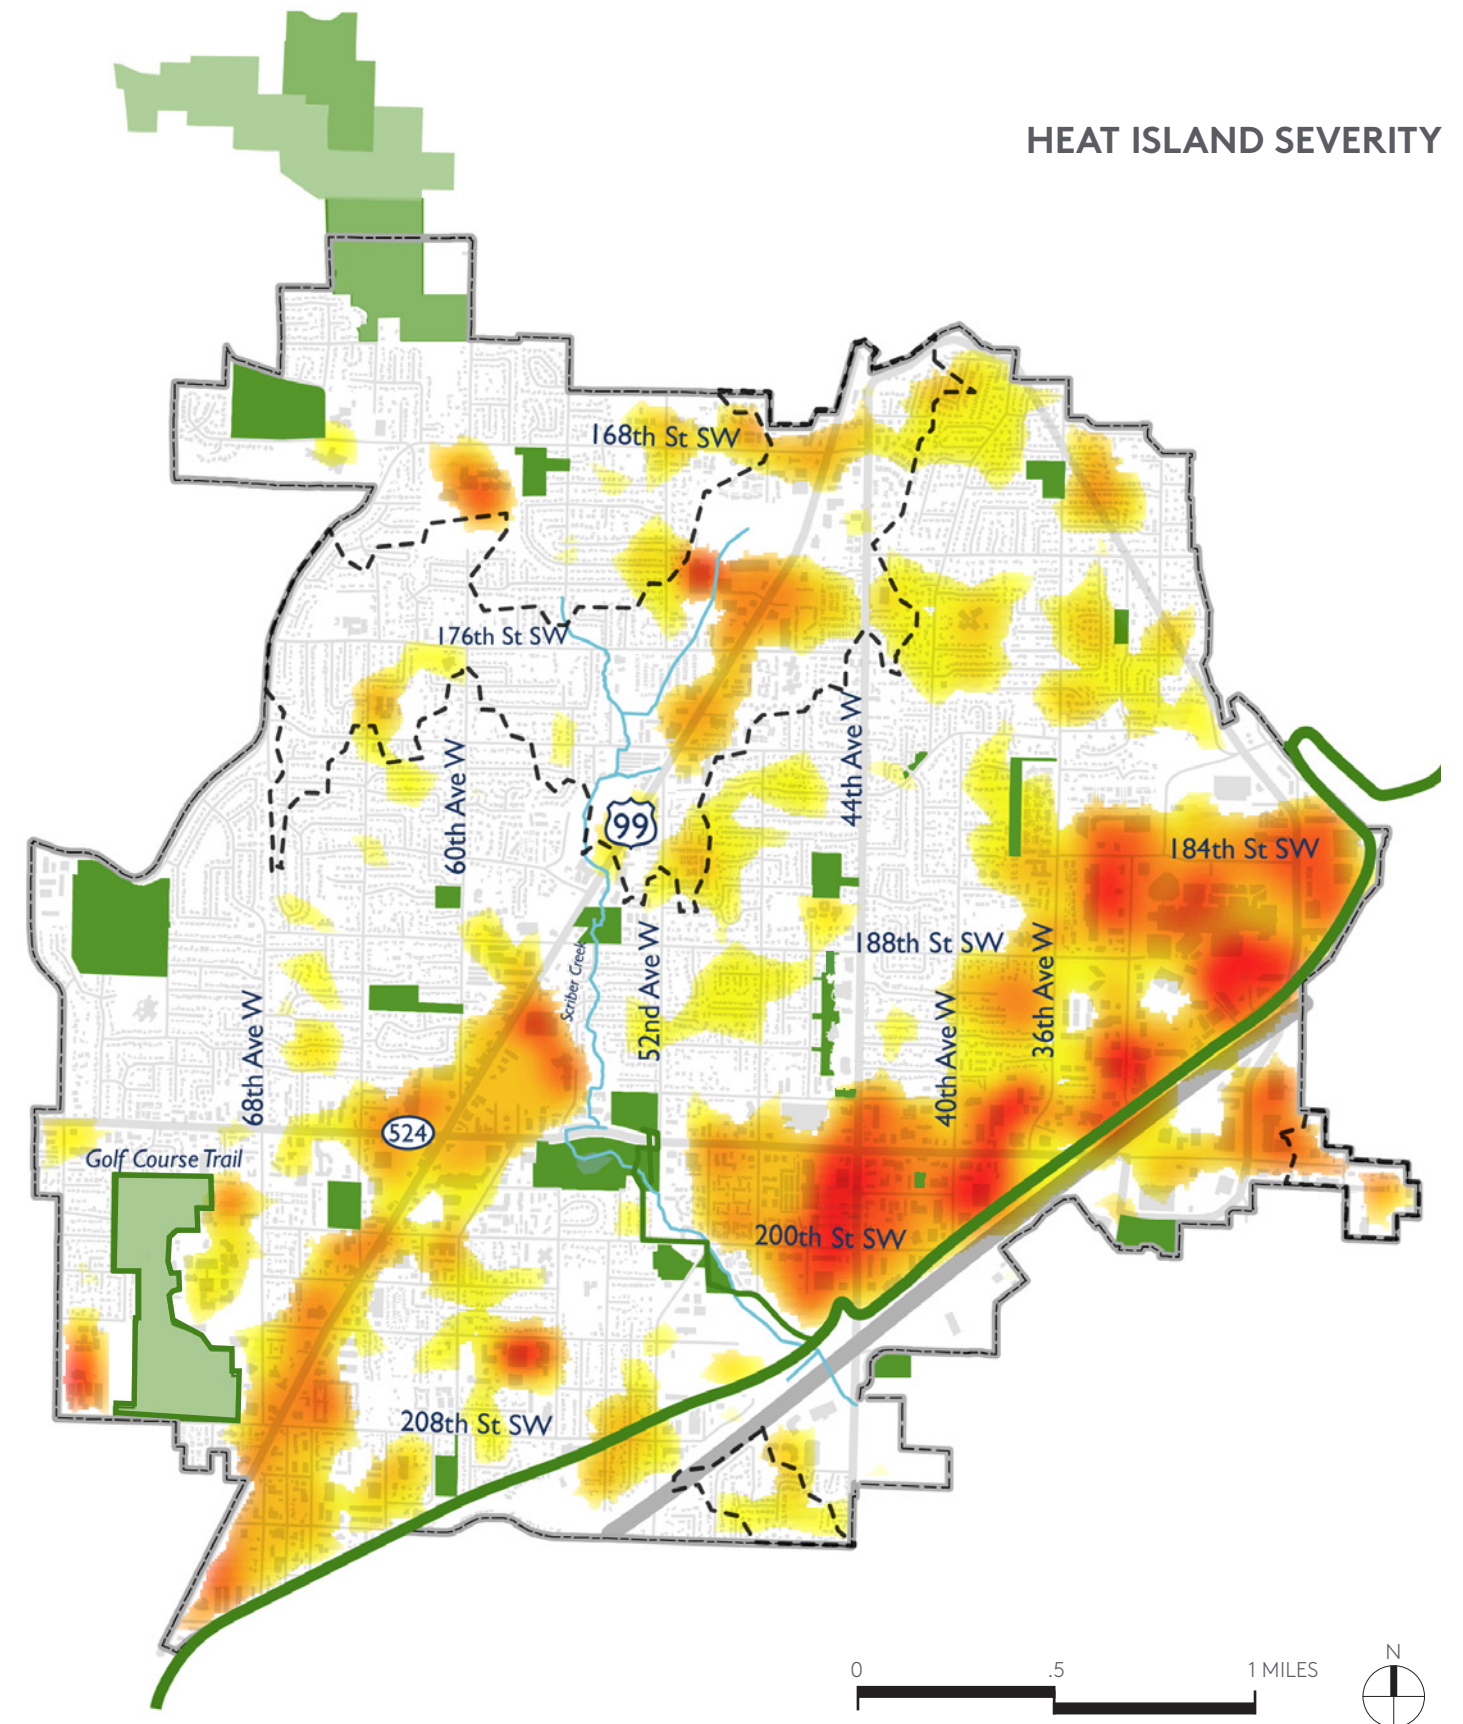 HEAT ISLAND SEVERITY
168th St SW
176th St SW
44th Ave W
60th Ave W
99
184th St SW
188th St SW
Scriber Creek
52nd Ave W
36th Ave W
40th Ave W
68th Ave W
524
Golf Course Trail
200th St SW
208th St SW
0 .5 1 MILES
N